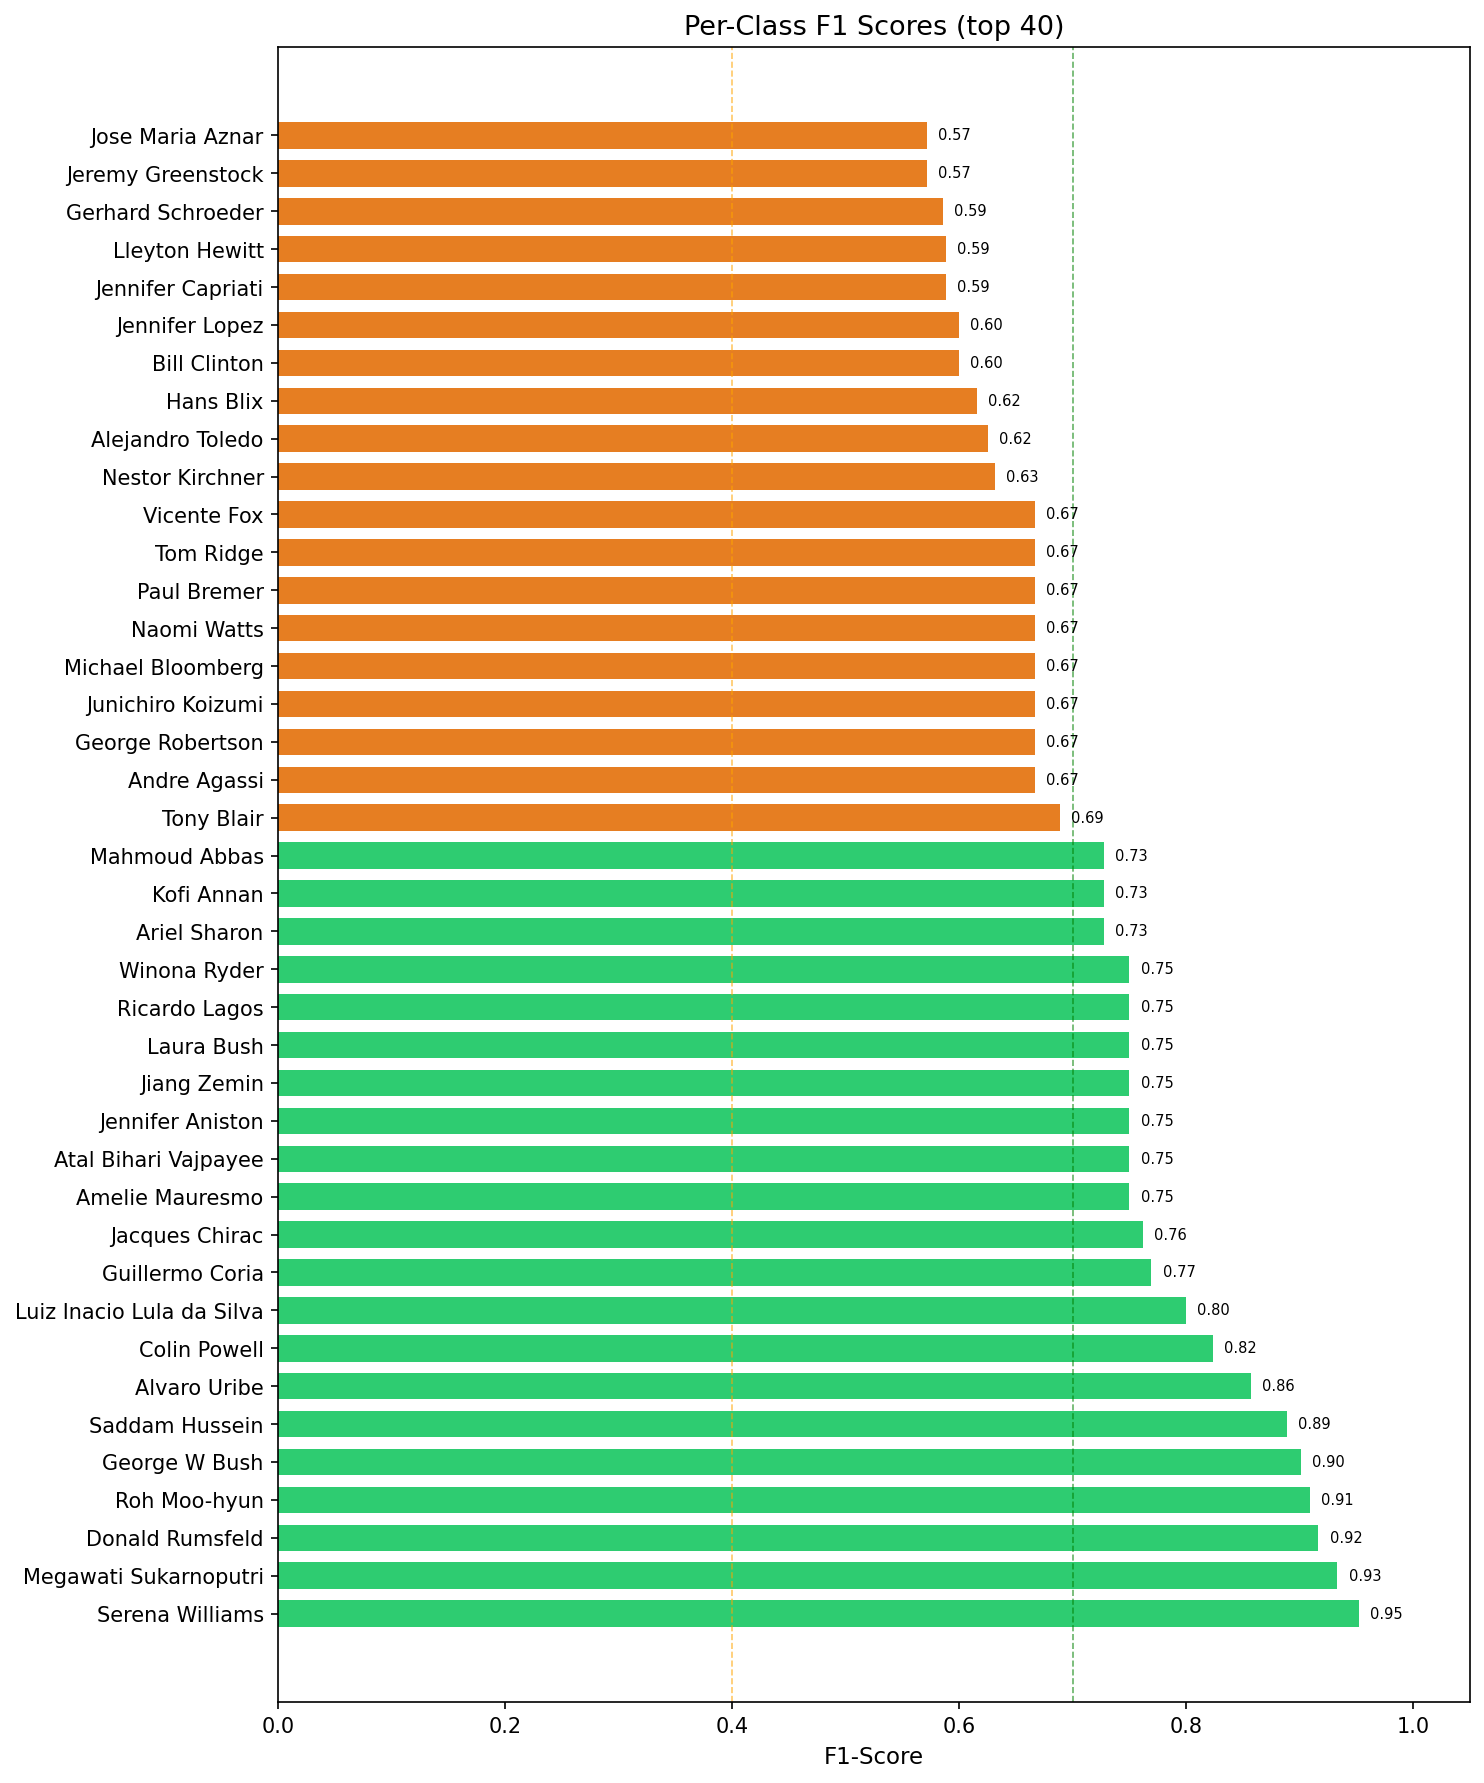 Per-Class F1 Scores (top 40)
Jose Maria Aznar 0.57
Jeremy Greenstock 0.57
Gerhard Schroeder 0.59
Lleyton Hewitt 0.59
Jennifer Capriati 0.59
Jennifer Lopez 0.60
Bill Clinton 0.60
Hans Blix 0.62
Alejandro Toledo 0.62
Nestor Kirchner 0.63
Vicente Fox 0.67
Tom Ridge 0.67
Paul Bremer 0.67
Naomi Watts 0.67
Michael Bloomberg 0.67
Junichiro Koizumi 0.67
George Robertson 0.67
Andre Agassi 0.67
Tony Blair 0.69
Mahmoud Abbas 0.73
Kofi Annan 0.73
Ariel Sharon 0.73
Winona Ryder 0.75
Ricardo Lagos 0.75
Laura Bush 0.75
Jiang Zemin 0.75
Jennifer Aniston 0.75
Atal Bihari Vajpayee 0.75
Amelie Mauresmo 0.75
Jacques Chirac 0.76
Guillermo Coria 0.77
Luiz Inacio Lula da Silva 0.80
Colin Powell 0.82
Alvaro Uribe 0.86
Saddam Hussein 0.89
George W Bush 0.90
Roh Moo-hyun 0.91
Donald Rumsfeld 0.92
Megawati Sukarnoputri 0.93
Serena Williams 0.95
0.0 0.2 0.4 0.6 0.8 1.0
F1-Score